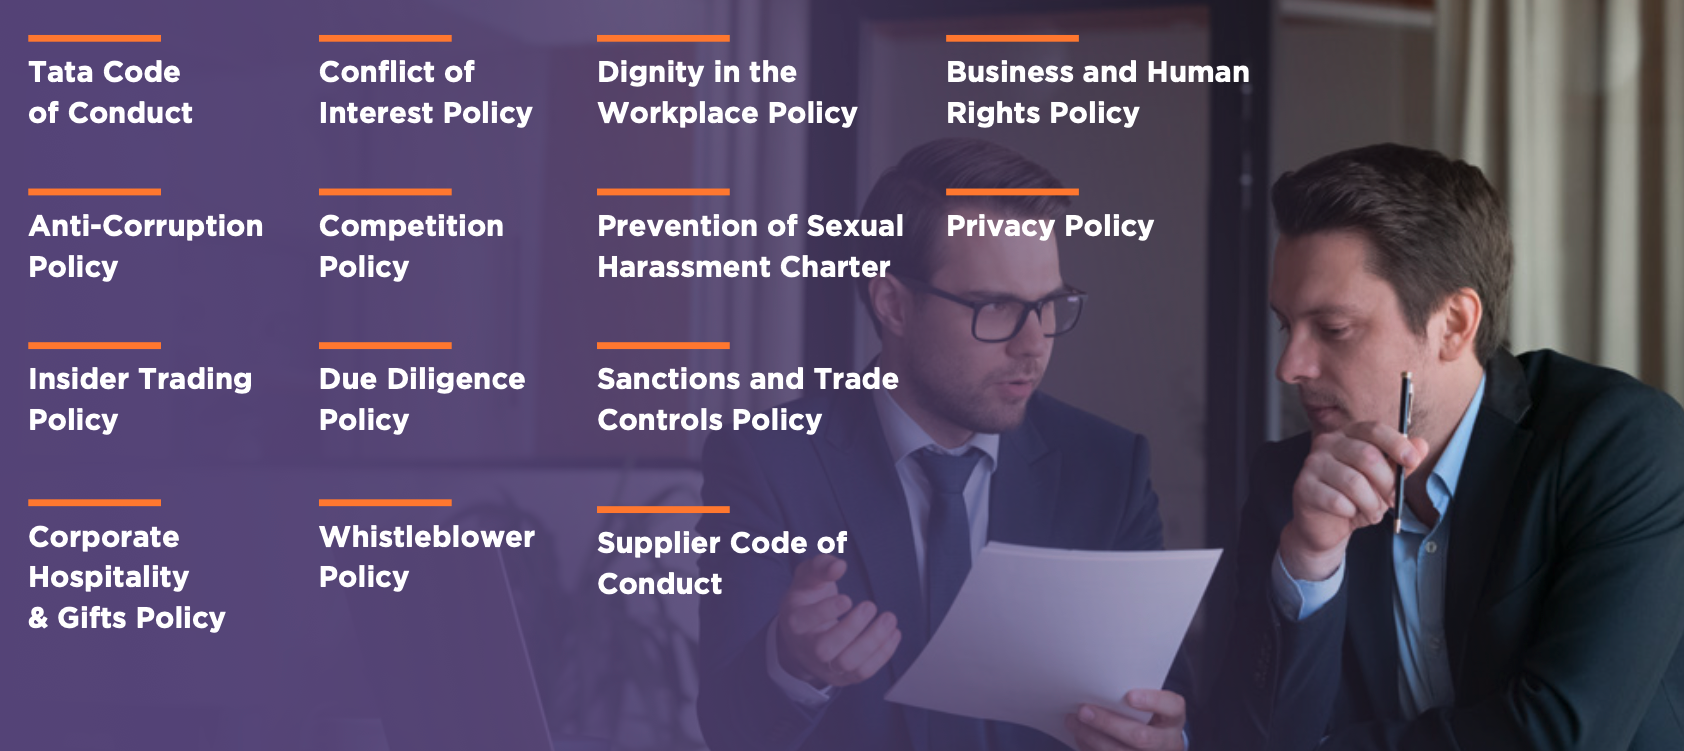 Tata Code
of Conduct
Conflict of
Interest Policy
Dignity in the
Workplace Policy
Business and Human
Rights Policy
Anti-Corruption
Policy
Competition
Policy
Prevention of Sexual
Harassment Charter
Privacy Policy
Insider Trading
Policy
Due Diligence
Policy
Sanctions and Trade
Controls Policy
Corporate
Hospitality
& Gifts Policy
Whistleblower
Policy
Supplier Code of
Conduct